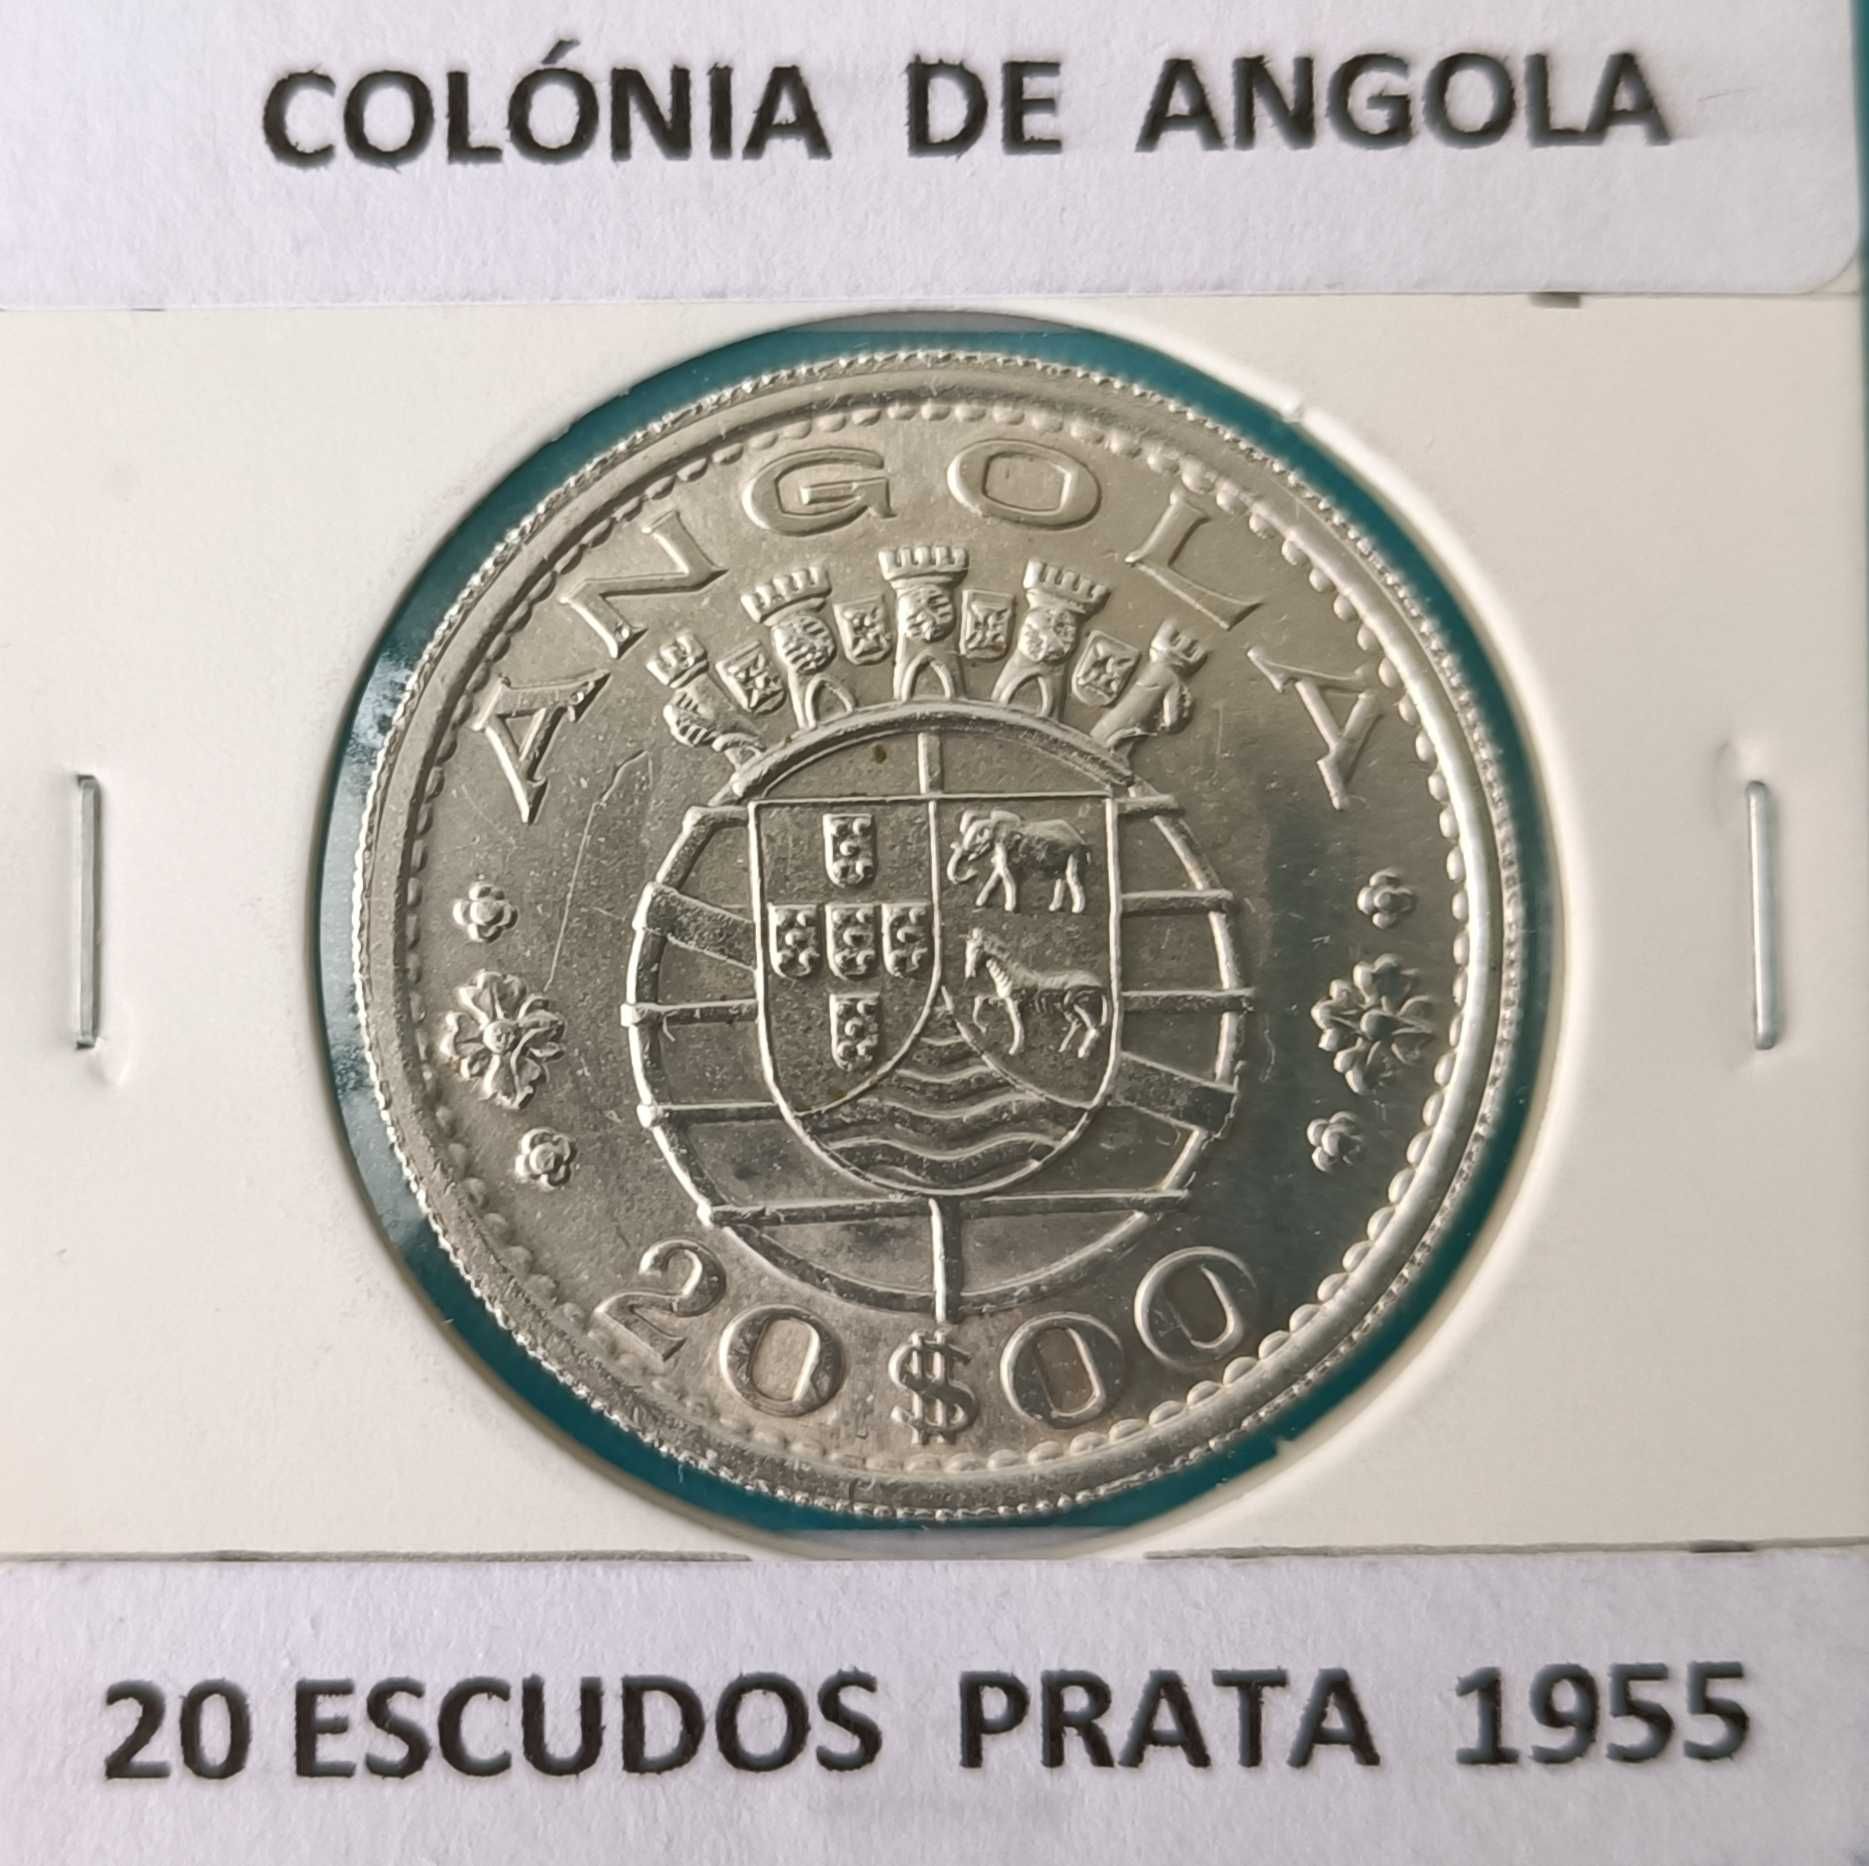 COLÓNIA DE ANGOLA
ANGOLA
20$00
20 ESCUDOS PRATA 1955